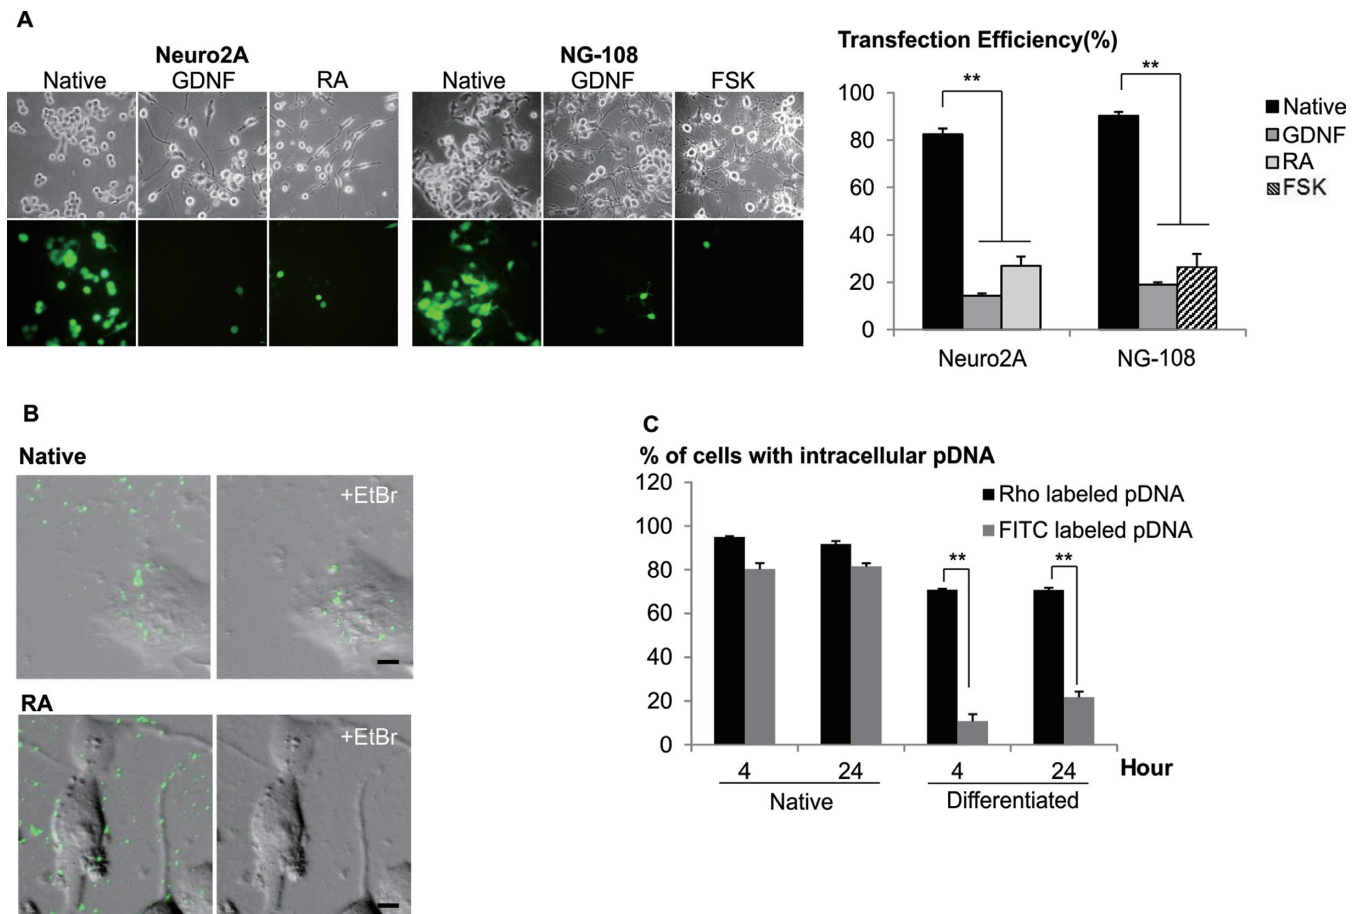 A
Neuro2A
Native GDNF RA
NG-108
Native GDNF FSK
Transfection Efficiency(%)
**
**
100
80
60
40
20
0
Neuro2A NG-108
Native
GDNF
RA
FSK
B
Native
+EtBr
RA
+EtBr
C
% of cells with intracellular pDNA
120
100
80
60
40
20
0
Rho labeled pDNA
FITC labeled pDNA
**
**
4 24 4 24 Hour
Native Differentiated